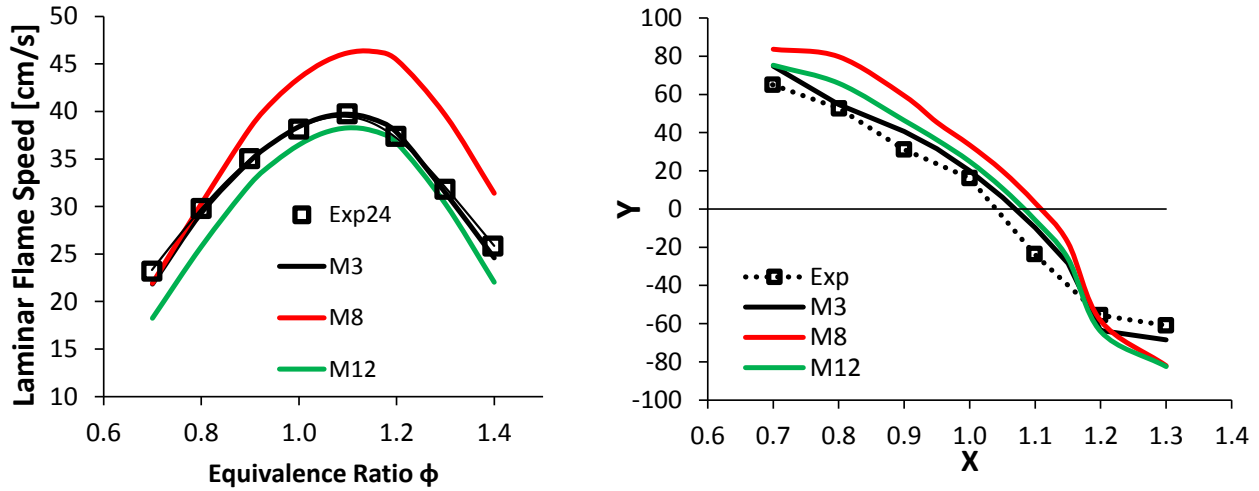 Laminar Flame Speed [cm/s]
50
45
40
35
30
25
20
15
10
Exp24
M3
M8
M12
0.6 0.8 1.0 1.2 1.4
Equivalence Ratio ϕ
Y
100
80
60
40
20
0
-20
-40
-60
-80
-100
Exp
M3
M8
M12
0.6 0.7 0.8 0.9 1.0 1.1 1.2 1.3 1.4
X